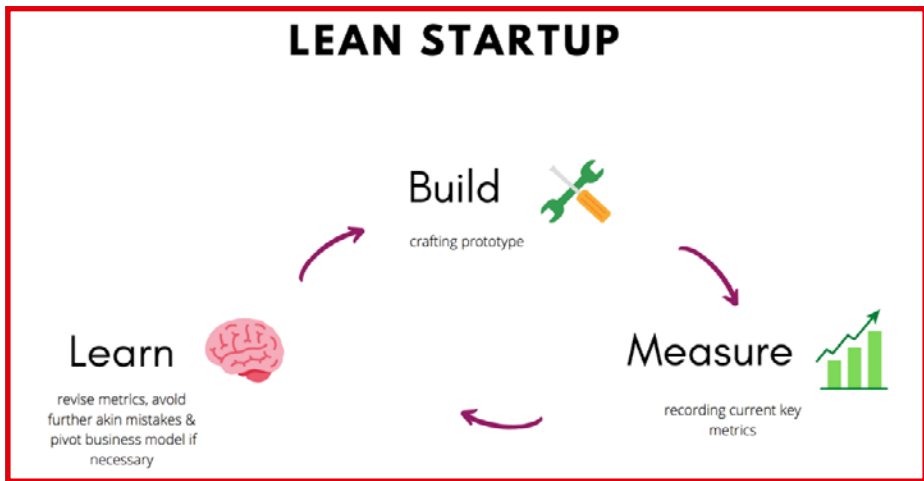 LEAN STARTUP
Build
crafting prototype
Learn
revise metrics, avoid
further akin mistakes &
pivot business model if
necessary
Measure
recording current key
metrics